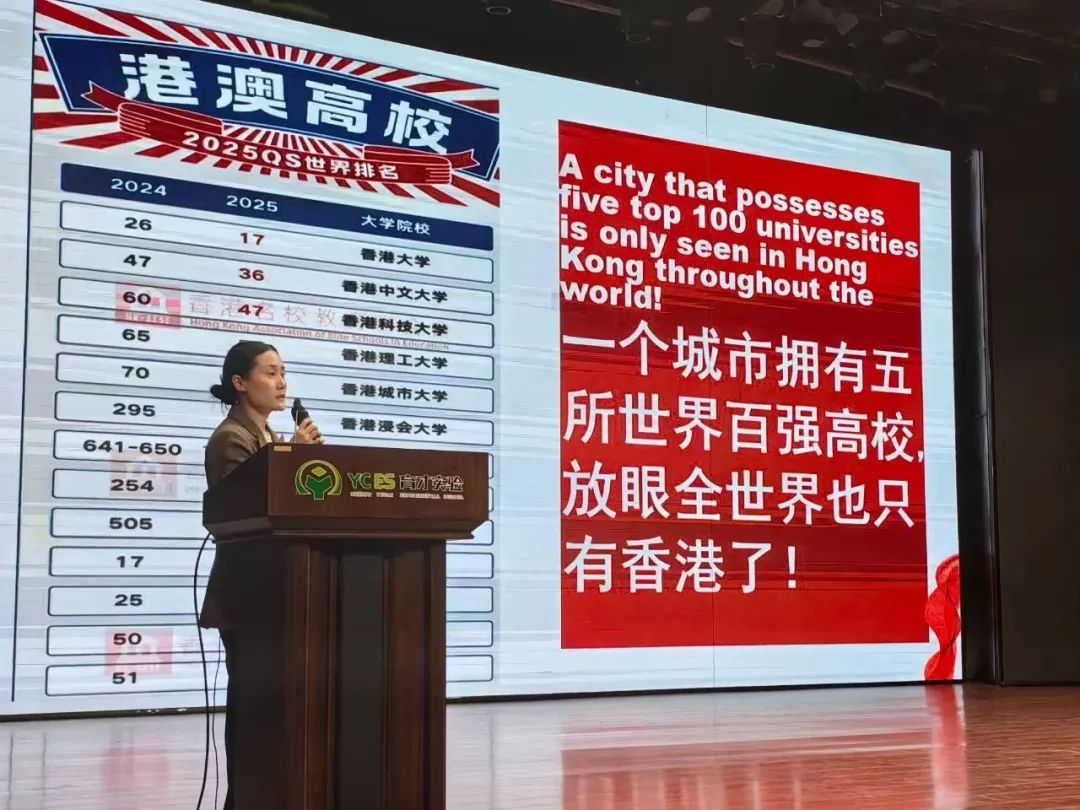 港澳高校
2025QS世界排名
2024 2025 大学院校
26 17 香港大学
47 36 香港中文大学
60 47 香港科技大学
65 香港理工大学
70 香港城市大学
295 香港浸会大学
641-650
254
505
17
25
50
51
香港名校教
Hong Kong Association of Elite Schools in Education
A city that possesses
five top 100 universities
is only seen in Hong
Kong throughout the
world!
一个城市拥有五
所世界百强高校,
放眼全世界也只
有香港了!
YCES 育才实验